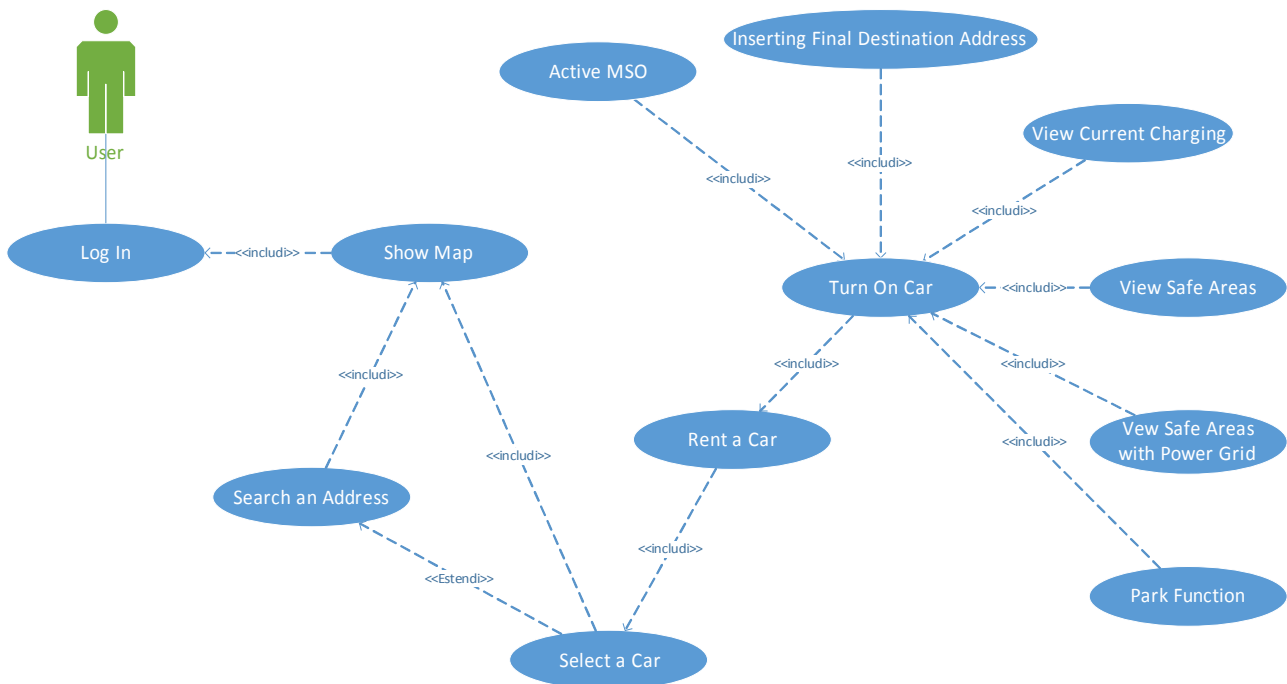 Inserting Final Destination Address
Active MSO
View Current Charging
User
<<includi>>
<<includi>>
<<includi>>
Log In
<<includi>>
Show Map
Turn On Car
<<includi>>
View Safe Areas
<<includi>>
<<includi>>
<<includi>>
Rent a Car
<<includi>>
Vew Safe Areas
with Power Grid
<<includi>>
Search an Address
<<includi>>
<<Estendi>>
Park Function
Select a Car